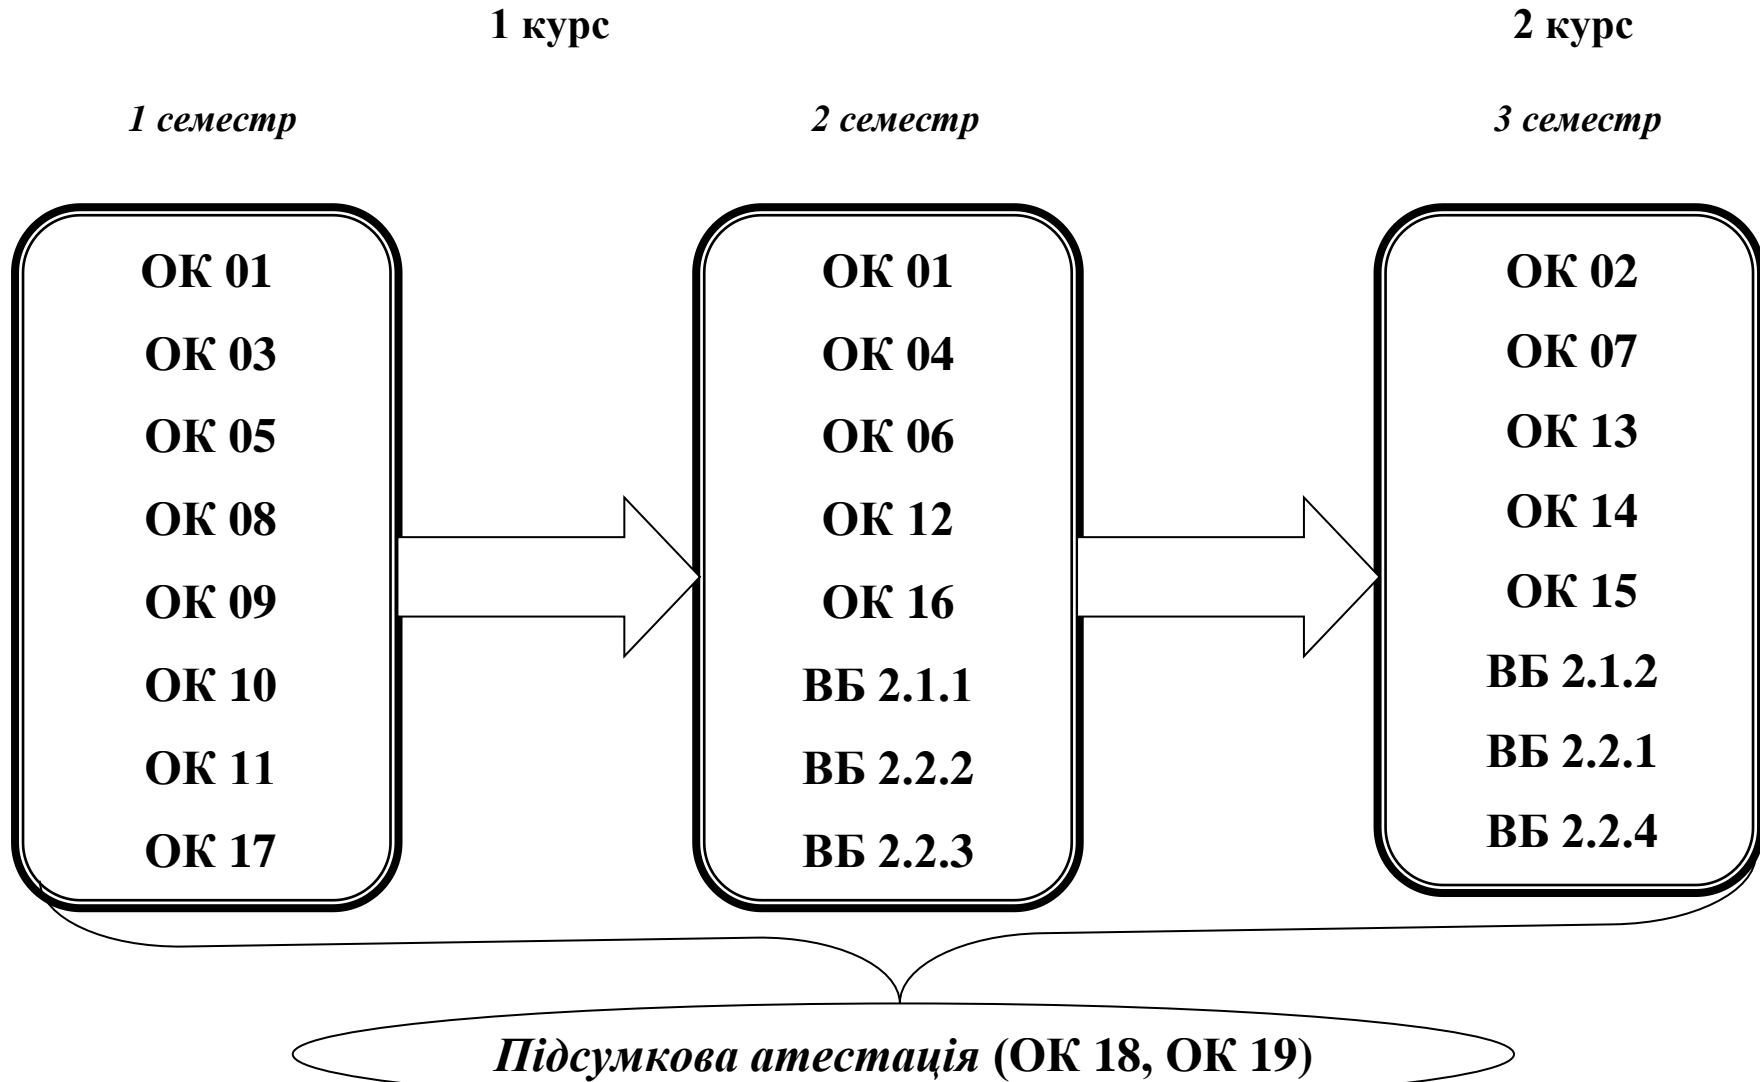 1 курс
2 курс
1 семестр
2 семестр
3 семестр
ОК 01
ОК 03
ОК 05
ОК 08
ОК 09
ОК 10
ОК 11
ОК 17
ОК 01
ОК 04
ОК 06
ОК 12
ОК 16
ВБ 2.1.1
ВБ 2.2.2
ВБ 2.2.3
ОК 02
ОК 07
ОК 13
ОК 14
ОК 15
ВБ 2.1.2
ВБ 2.2.1
ВБ 2.2.4
Підсумкова атестація (ОК 18, ОК 19)